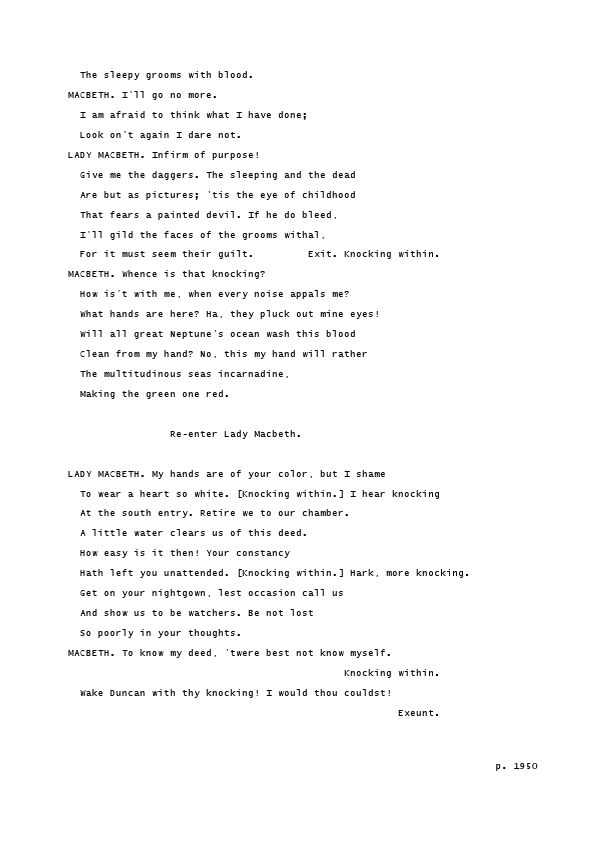 The sleepy grooms with blood.
MACBETH. I'll go no more.
I am afraid to think what I have done;
Look on't again I dare not.
LADY MACBETH. Infirm of purpose!
Give me the daggers. The sleeping and the dead
Are but as pictures; 'tis the eye of childhood
That fears a painted devil. If he do bleed,
I'll gild the faces of the grooms withal,
For it must seem their guilt. Exit. Knocking within.
MACBETH. Whence is that knocking?
How is't with me, when every noise appals me?
What hands are here? Ha, they pluck out mine eyes!
Will all great Neptune's ocean wash this blood
Clean from my hand? No, this my hand will rather
The multitudinous seas incarnadine,
Making the green one red.
Re-enter Lady Macbeth.
LADY MACBETH. My hands are of your color, but I shame
To wear a heart so white. [Knocking within.] I hear knocking
At the south entry. Retire we to our chamber.
A little water clears us of this deed.
How easy is it then! Your constancy
Hath left you unattended. [Knocking within.] Hark, more knocking.
Get on your nightgown, lest occasion call us
And show us to be watchers. Be not lost
So poorly in your thoughts.
MACBETH. To know my deed, 'twere best not know myself.
Knocking within.
Wake Duncan with thy knocking! I would thou couldst!
Exeunt.
p. 1950